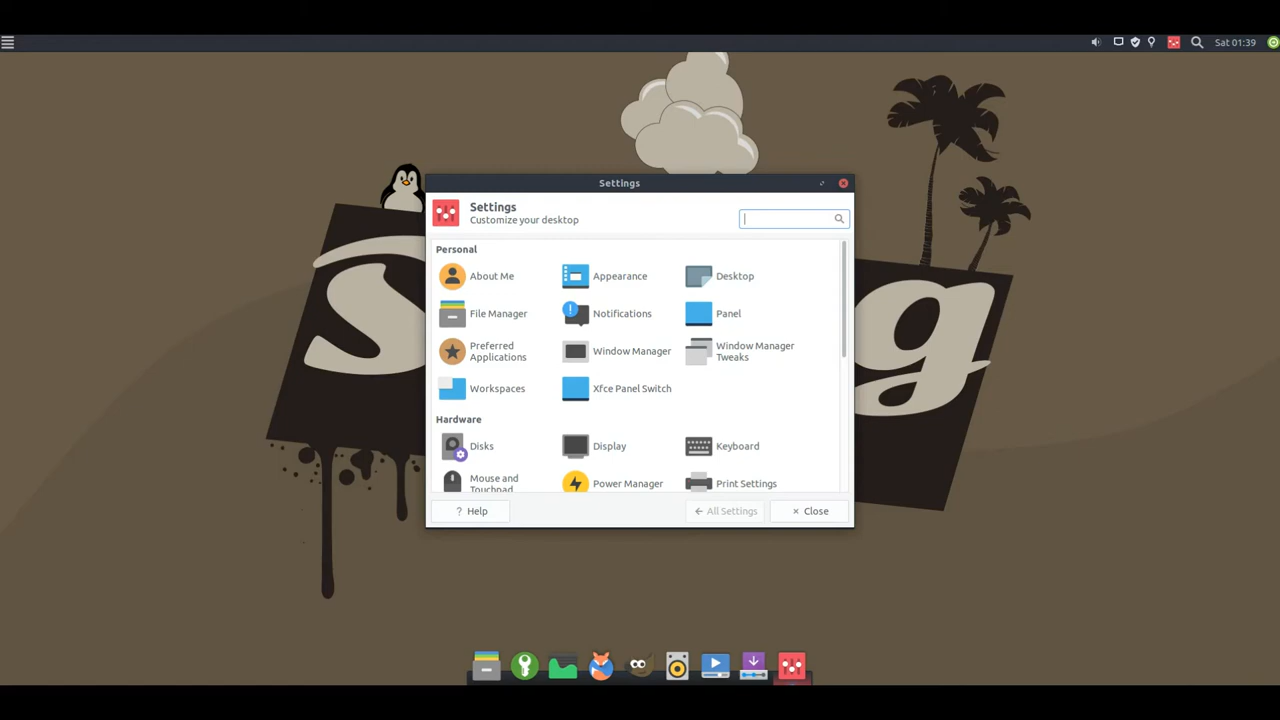 Sat 01:39
Settings
Settings
Customize your desktop
Personal
About Me
Appearance
Desktop
File Manager
Notifications
Panel
Preferred
Applications
Window Manager
Window Manager
Tweaks
Workspaces
Xfce Panel Switch
Hardware
Disks
Display
Keyboard
Mouse and
Touchpad
Power Manager
Print Settings
? Help
All Settings
Close
S
g